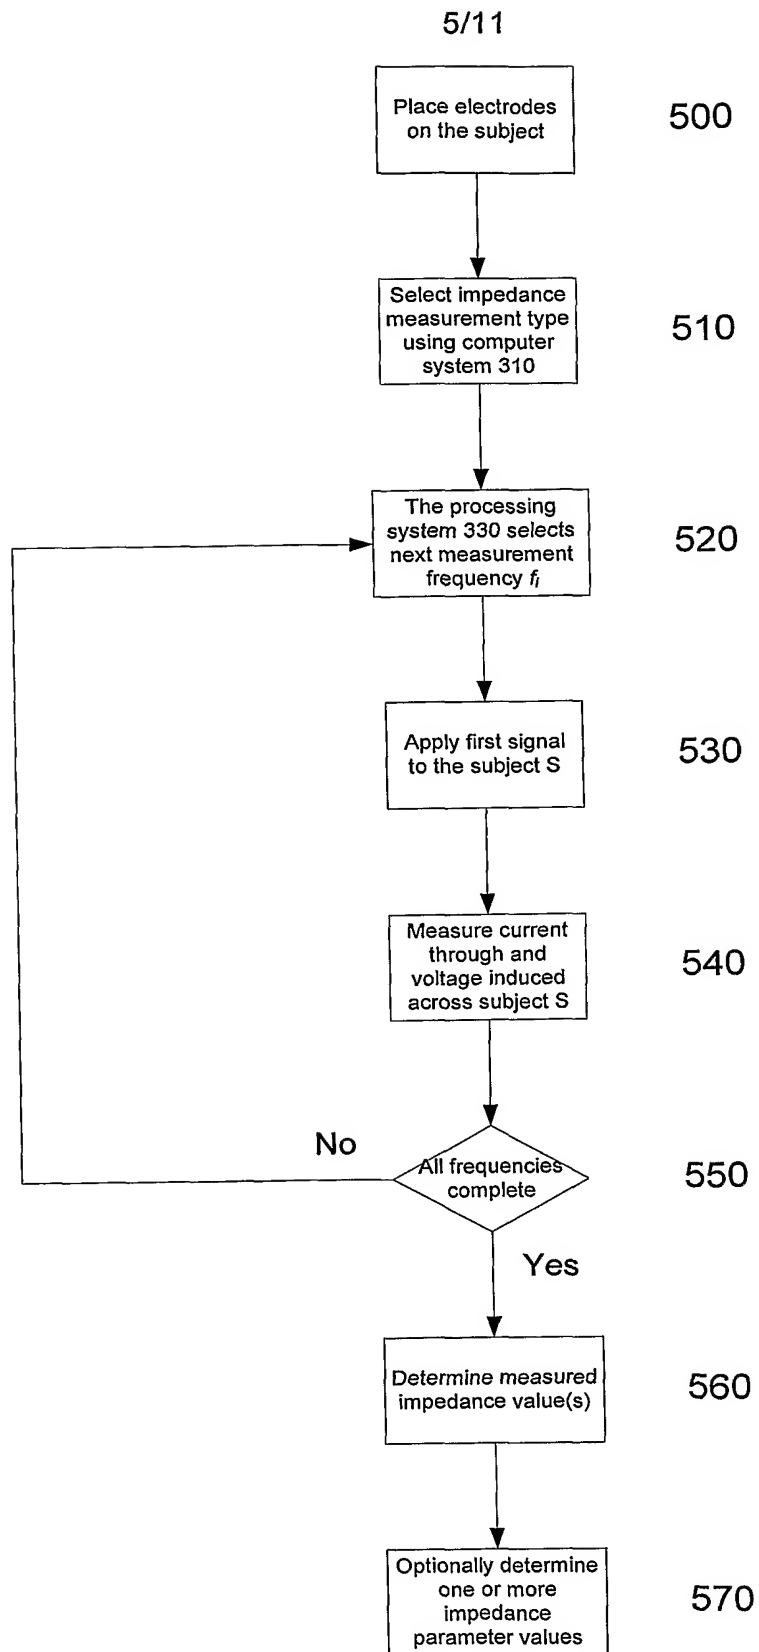 5/11
Place electrodes
on the subject
500
Select impedance
measurement type
using computer
system 310
510
The processing
system 330 selects
next measurement
frequency fi
520
Apply first signal
to the subject S
530
Measure current
through and
voltage induced
across subject S
540
No
All frequencies
complete
550
Yes
Determine measured
impedance value(s)
560
Optionally determine
one or more
impedance
parameter values
570